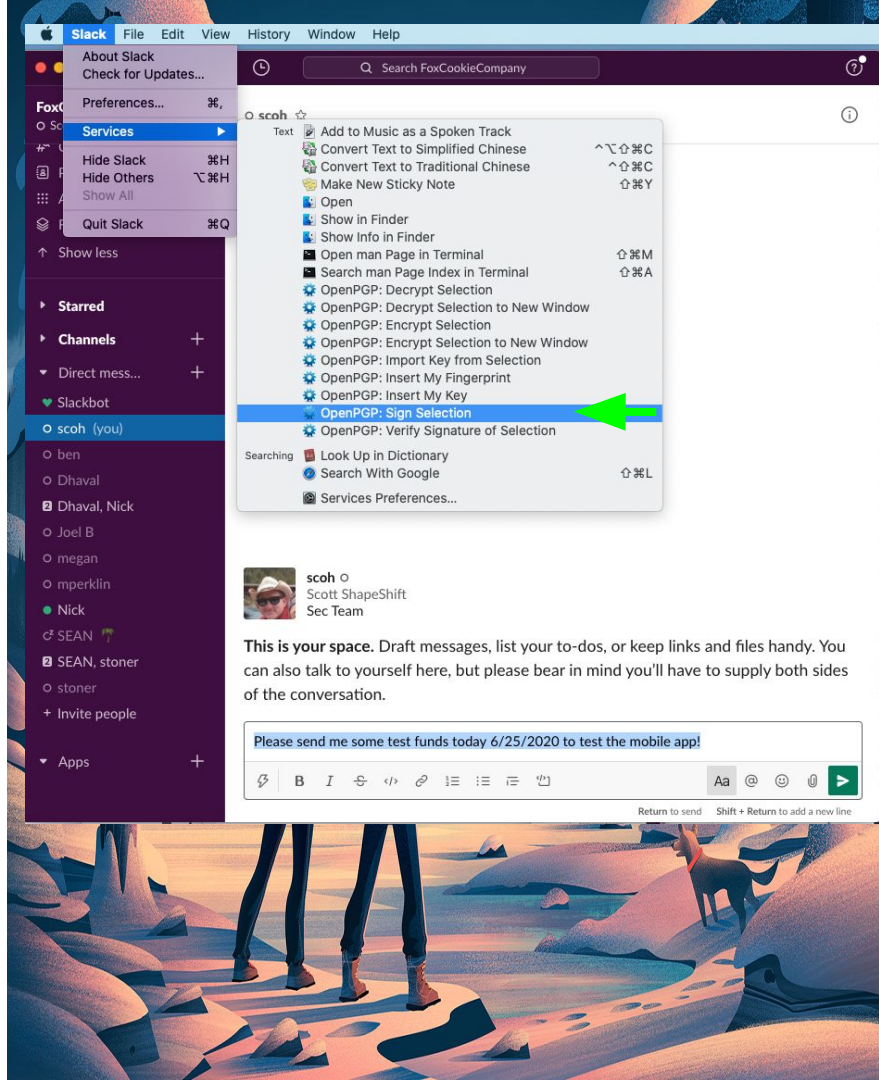 Slack File Edit View History Window Help
About Slack
Check for Updates...
Preferences... ⌘,
Services
Hide Slack ⌘H
Hide Others ⌥⌘H
Show All
Quit Slack ⌘Q
Search FoxCookieCompany
scoh
Text
Add to Music as a Spoken Track
Convert Text to Simplified Chinese ^⌥⇧⌘C
Convert Text to Traditional Chinese ^⇧⌘C
Make New Sticky Note ⇧⌘Y
Open
Show in Finder
Show Info in Finder
Open man Page in Terminal ⇧⌘M
Search man Page Index in Terminal ⇧⌘A
OpenPGP: Decrypt Selection
OpenPGP: Decrypt Selection to New Window
OpenPGP: Encrypt Selection
OpenPGP: Encrypt Selection to New Window
OpenPGP: Import Key from Selection
OpenPGP: Insert My Fingerprint
OpenPGP: Insert My Key
OpenPGP: Sign Selection
OpenPGP: Verify Signature of Selection
Searching
Look Up in Dictionary
Search With Google ⇧⌘L
Services Preferences...
Show less
Starred
Channels
Direct mess...
Slackbot
scoh (you)
ben
Dhaval
2 Dhaval, Nick
Joel B
megan
mperklin
Nick
SEAN
2 SEAN, stoner
stoner
+ Invite people
Apps
scoh
Scott ShapeShift
Sec Team
This is your space. Draft messages, list your to-dos, or keep links and files handy. You
can also talk to yourself here, but please bear in mind you'll have to supply both sides
of the conversation.
Please send me some test funds today 6/25/2020 to test the mobile app!
B I S </> Aa @
Return to send Shift + Return to add a new line